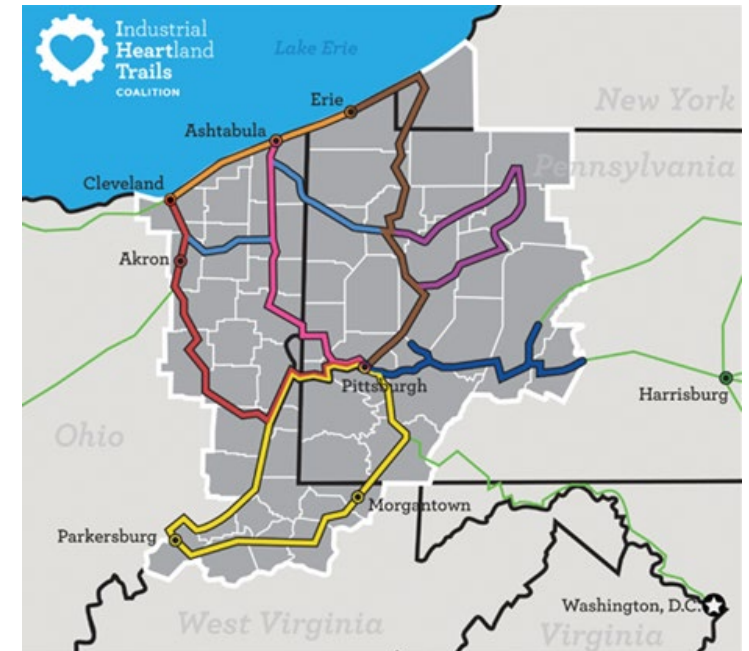 Industrial
Heartland
Trails
COALITION
Lake Erie
New York
Erie
Ashtabula
Pennsylvania
Cleveland
Akron
Pittsburgh
Harrisburg
Ohio
Morgantown
Parkersburg
Washington, D.C.
West Virginia
Virginia